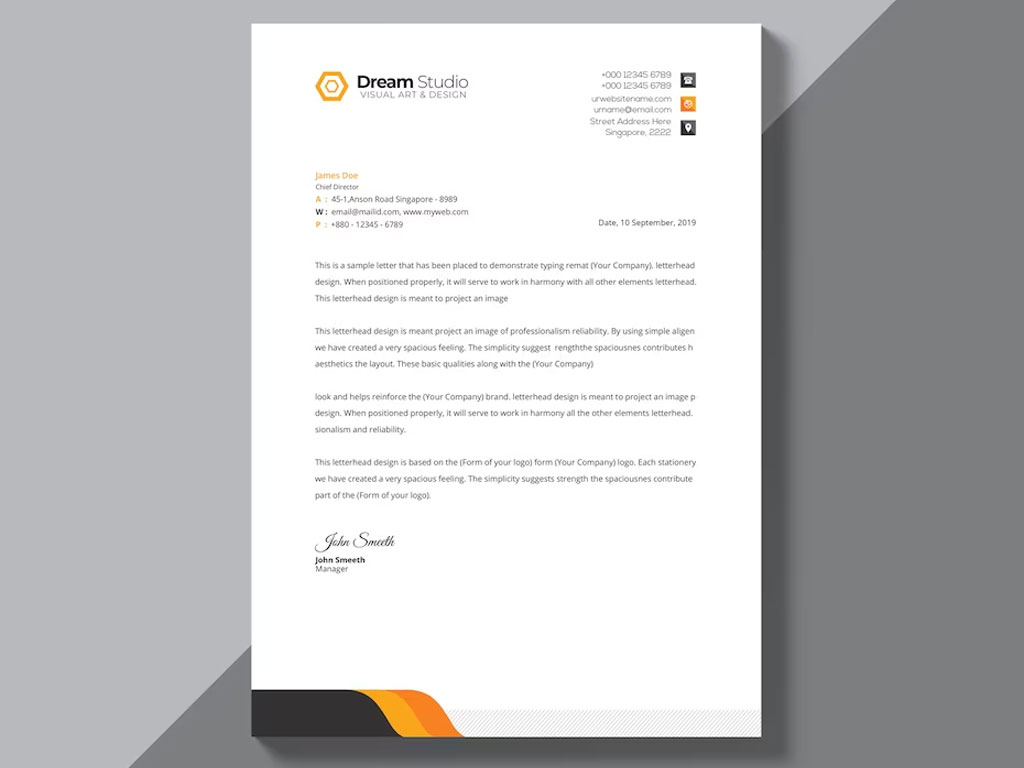 Dream Studio
VISUAL ART & DESIGN
+000 12345 6789
+000 12345 6789
urwebsitename.com
urname@email.com
Street Address Here
Singapore, 2222
James Doe
Chief Director
A : 45-1,Anson Road Singapore - 8989
W : email@mailid.com, www.myweb.com
P : +880 - 12345 - 6789
Date, 10 September, 2019
This is a sample letter that has been placed to demonstrate typing remat (Your Company). letterhead
design. When positioned properly, it will serve to work in harmony with all other elements letterhead.
This letterhead design is meant to project an image
This letterhead design is meant project an image of professionalism reliability. By using simple aligen
we have created a very spacious feeling. The simplicity suggest  rengththe spaciousnes contributes h
aesthetics the layout. These basic qualities along with the (Your Company)
look and helps reinforce the (Your Company) brand. letterhead design is meant to project an image p
design. When positioned properly, it will serve to work in harmony all the other elements letterhead.
sionalism and reliability.
This letterhead design is based on the (Form of your logo) form (Your Company) logo. Each stationery
we have created a very spacious feeling. The simplicity suggests strength the spaciousnes contribute
part of the (Form of your logo).
John Smeeth
John Smeeth
Manager